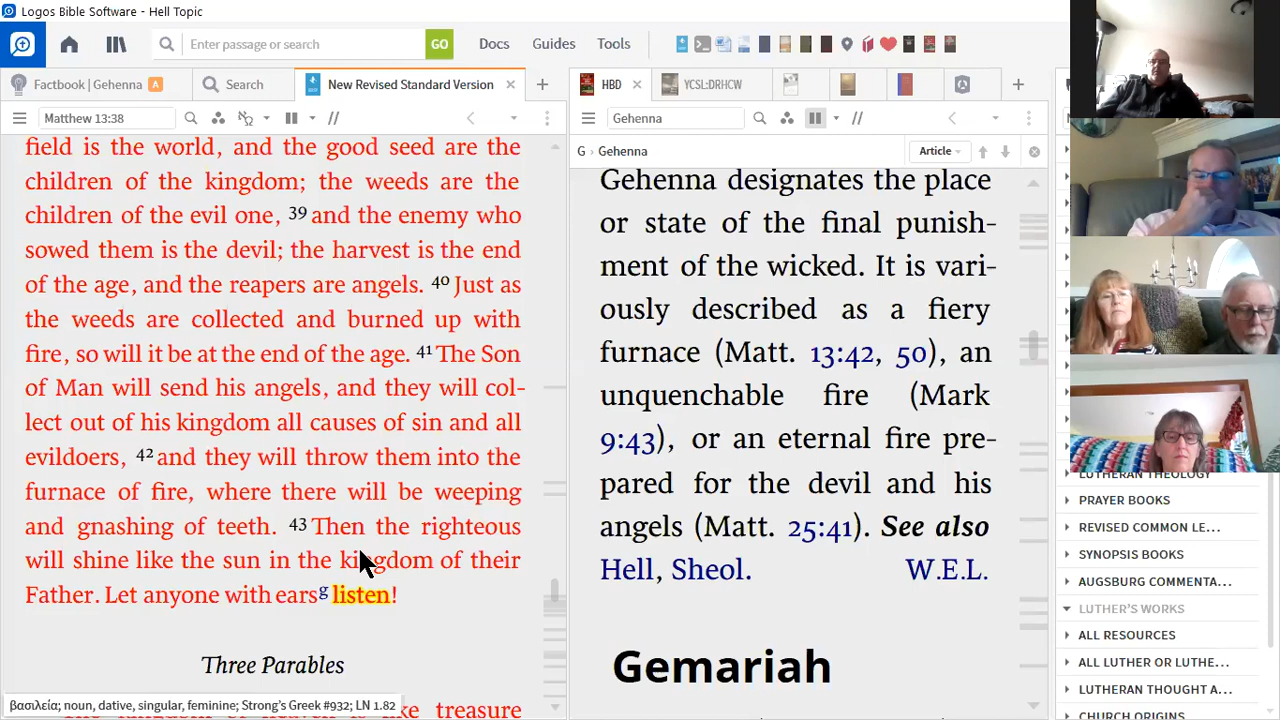 Logos Bible Software - Hell Topic
Enter passage or search
GO
Docs
Guides
Tools
Factbook | Gehenna
A
Search
New Revised Standard Version
HBD
YCSL:DRHCW
Matthew 13:38
Gehenna
G › Gehenna
Article
field is the world, and the good seed are the
children of the kingdom; the weeds are the
children of the evil one, 39 and the enemy who
sowed them is the devil; the harvest is the end
of the age, and the reapers are angels. 40 Just as
the weeds are collected and burned up with
fire, so will it be at the end of the age. 41 The Son
of Man will send his angels, and they will col-
lect out of his kingdom all causes of sin and all
evildoers, 42 and they will throw them into the
furnace of fire, where there will be weeping
and gnashing of teeth. 43 Then the righteous
will shine like the sun in the kingdom of their
Father. Let anyone with ears g listen!
Three Parables
treasure
βασιλεία; noun, dative, singular, feminine; Strong's Greek #932; LN 1.82
Gehenna designates the place
or state of the final punish-
ment of the wicked. It is vari-
ously described as a fiery
furnace (Matt. 13:42, 50), an
unquenchable fire (Mark
9:43), or an eternal fire pre-
pared for the devil and his
angels (Matt. 25:41). See also
Hell, Sheol. W.E.L.
Gemariah
LUTHERAN THEOLOGY
PRAYER BOOKS
REVISED COMMON LE...
SYNOPSIS BOOKS
AUGSBURG COMMENTA...
LUTHER'S WORKS
ALL RESOURCES
ALL LUTHER OR LUTHE...
LUTHERAN THOUGHT A...
CHURCH ORIGINS